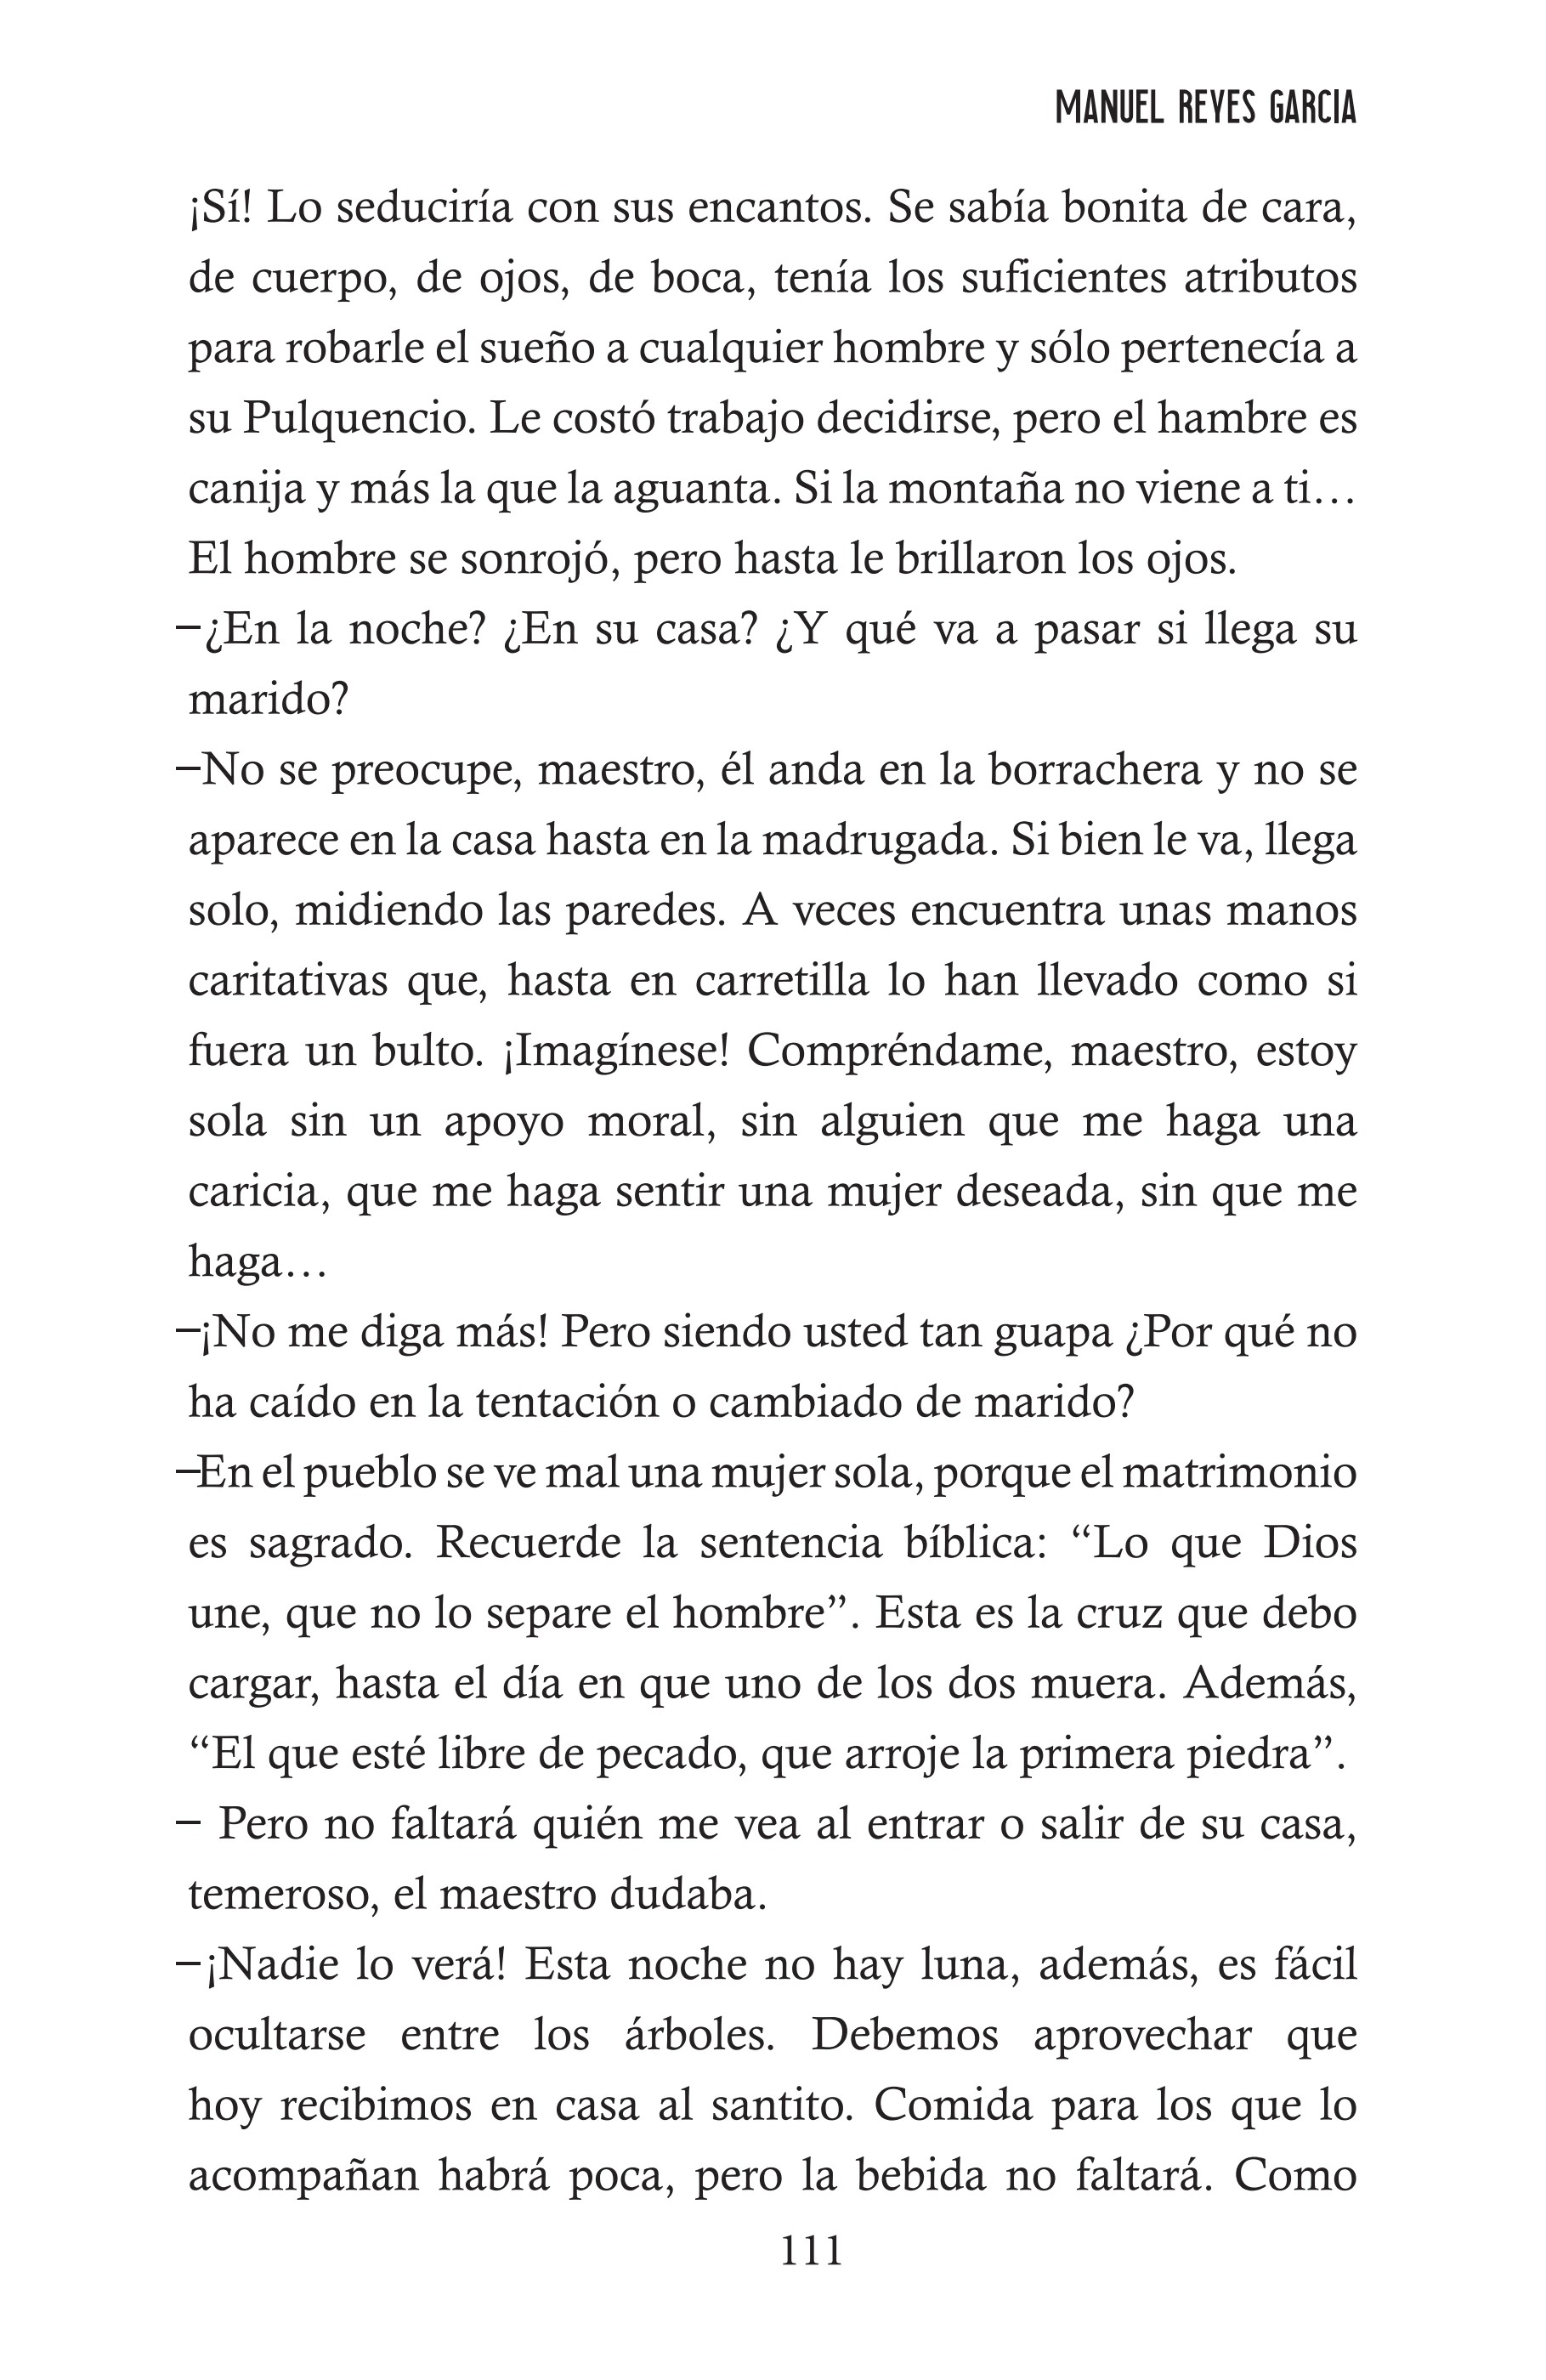 MANUEL REYES GARCIA
¡Sí! Lo seduciría con sus encantos. Se sabía bonita de cara,
de cuerpo, de ojos, de boca, tenía los suficientes atributos
para robarle el sueño a cualquier hombre y sólo pertenecía a
su Pulquencio. Le costó trabajo decidirse, pero el hambre es
canija y más la que la aguanta. Si la montaña no viene a ti…
El hombre se sonrojó, pero hasta le brillaron los ojos.
–¿En la noche? ¿En su casa? ¿Y qué va a pasar si llega su
marido?
–No se preocupe, maestro, él anda en la borrachera y no se
aparece en la casa hasta en la madrugada. Si bien le va, llega
solo, midiendo las paredes. A veces encuentra unas manos
caritativas que, hasta en carretilla lo han llevado como si
fuera un bulto. ¡Imagínese! Compréndame, maestro, estoy
sola sin un apoyo moral, sin alguien que me haga una
caricia, que me haga sentir una mujer deseada, sin que me
haga…
–¡No me diga más! Pero siendo usted tan guapa ¿Por qué no
ha caído en la tentación o cambiado de marido?
–En el pueblo se ve mal una mujer sola, porque el matrimonio
es sagrado. Recuerde la sentencia bíblica: “Lo que Dios
une, que no lo separe el hombre”. Esta es la cruz que debo
cargar, hasta el día en que uno de los dos muera. Además,
“El que esté libre de pecado, que arroje la primera piedra”.
– Pero no faltará quién me vea al entrar o salir de su casa,
temeroso, el maestro dudaba.
–¡Nadie lo verá! Esta noche no hay luna, además, es fácil
ocultarse entre los árboles. Debemos aprovechar que
hoy recibimos en casa al santito. Comida para los que lo
acompañan habrá poca, pero la bebida no faltará. Como
111